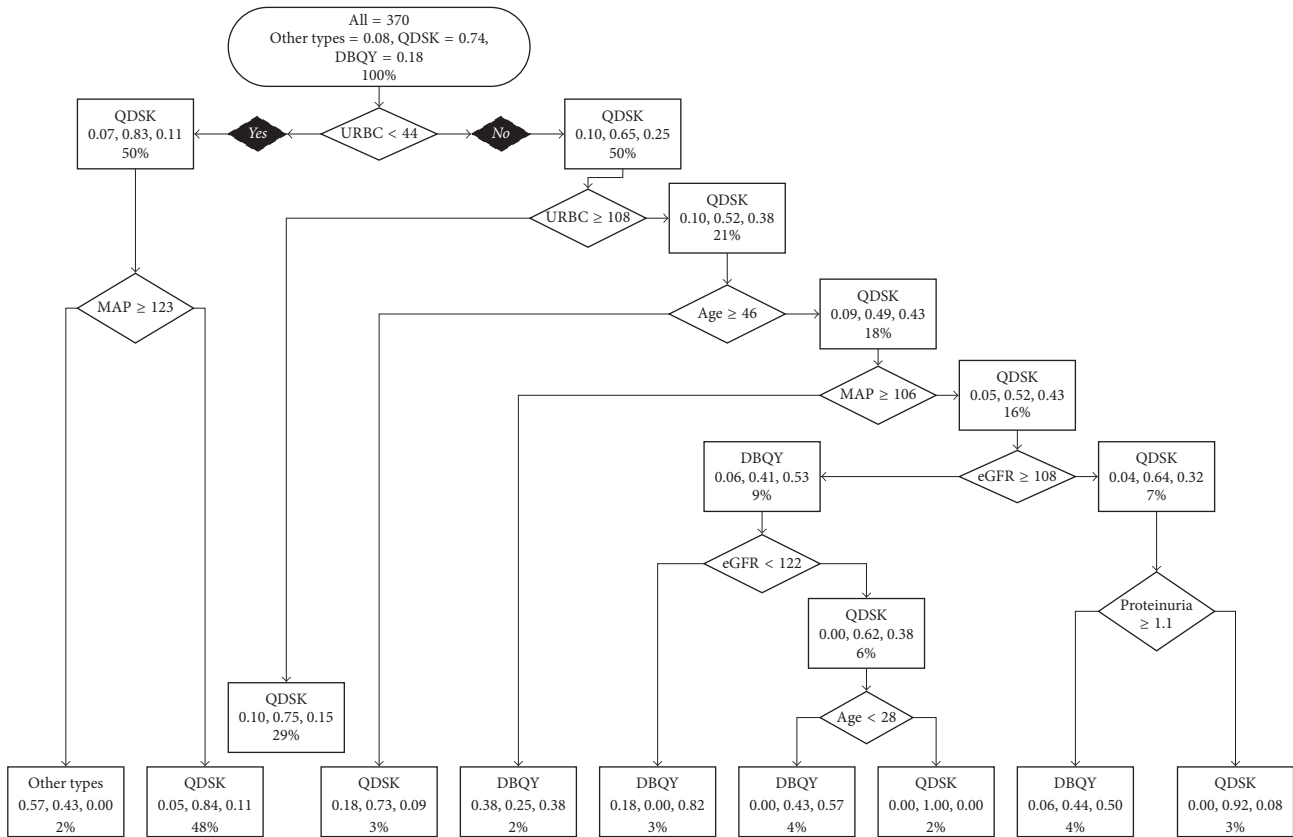 All = 370
Other types = 0.08, QDSK = 0.74,
DBQY = 0.18
100%
QDSK
0.07, 0.83, 0.11
50%
Yes
URBC < 44
No
QDSK
0.10, 0.65, 0.25
50%
URBC ≥ 108
QDSK
0.10, 0.52, 0.38
21%
MAP ≥ 123
Age ≥ 46
QDSK
0.09, 0.49, 0.43
18%
MAP ≥ 106
QDSK
0.05, 0.52, 0.43
16%
DBQY
0.06, 0.41, 0.53
9%
eGFR ≥ 108
QDSK
0.04, 0.64, 0.32
7%
eGFR < 122
QDSK
0.00, 0.62, 0.38
6%
Proteinuria
≥ 1.1
QDSK
0.10, 0.75, 0.15
29%
Age < 28
Other types
0.57, 0.43, 0.00
2%
QDSK
0.05, 0.84, 0.11
48%
QDSK
0.18, 0.73, 0.09
3%
DBQY
0.38, 0.25, 0.38
2%
DBQY
0.18, 0.00, 0.82
3%
DBQY
0.00, 0.43, 0.57
4%
QDSK
0.00, 1.00, 0.00
2%
DBQY
0.06, 0.44, 0.50
4%
QDSK
0.00, 0.92, 0.08
3%